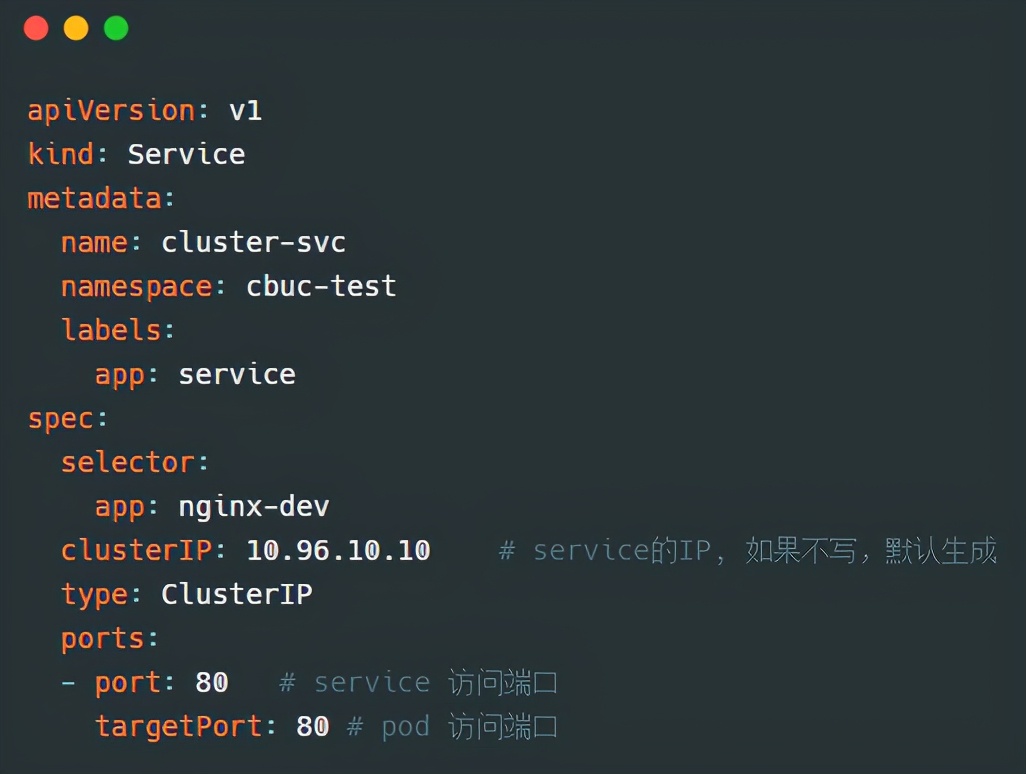 apiVersion: v1
kind: Service
metadata:
  name: cluster-svc
  namespace: cbuc-test
  labels:
    app: service
spec:
  selector:
    app: nginx-dev
  clusterIP: 10.96.10.10    # service的IP, 如果不写，默认生成
  type: ClusterIP
  ports:
  - port: 80   # service 访问端口
    targetPort: 80 # pod 访问端口